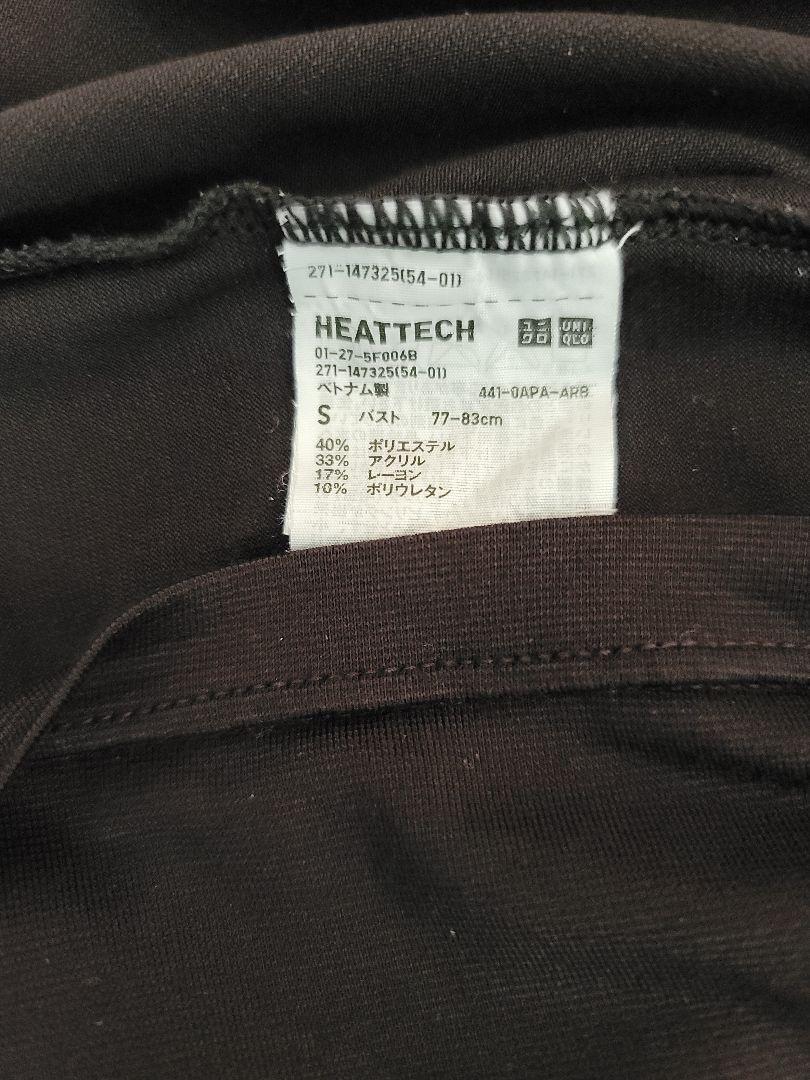 271-147325(54-01)
HEATTECH ユニクロ UNIQLO
01-27-5F006B
271-147325(54-01)
ベトナム製 441-0APA-ARB
S バスト 77-83cm
40% ポリエステル
33% アクリル
17% レーヨン
10% ポリウレタン